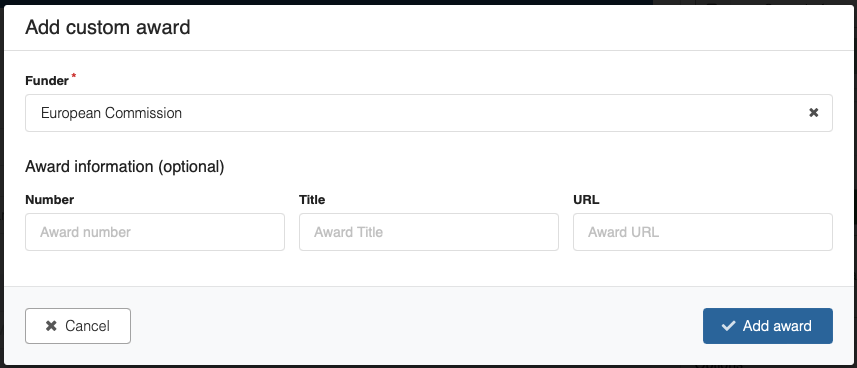 Add custom award
Funder *
European Commission
Award information (optional)
Number Title URL
Award number Award Title Award URL
Cancel Add award